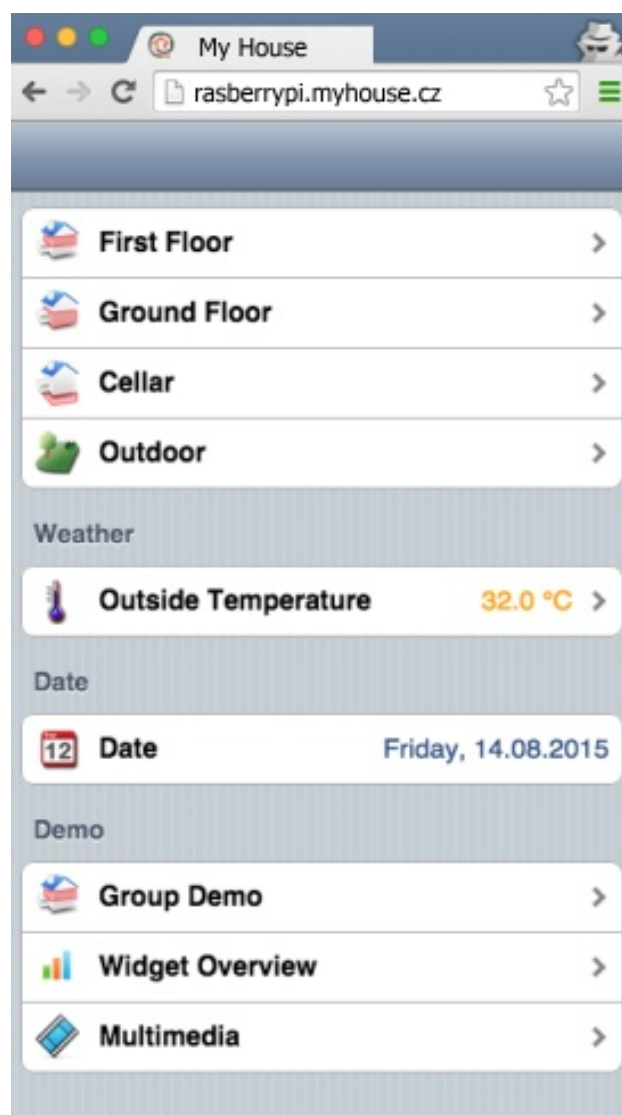 My House
rasberrypi.myhouse.cz
First Floor
Ground Floor
Cellar
Outdoor
Weather
Outside Temperature 32.0 °C
Date
12 Date Friday, 14.08.2015
Demo
Group Demo
Widget Overview
Multimedia